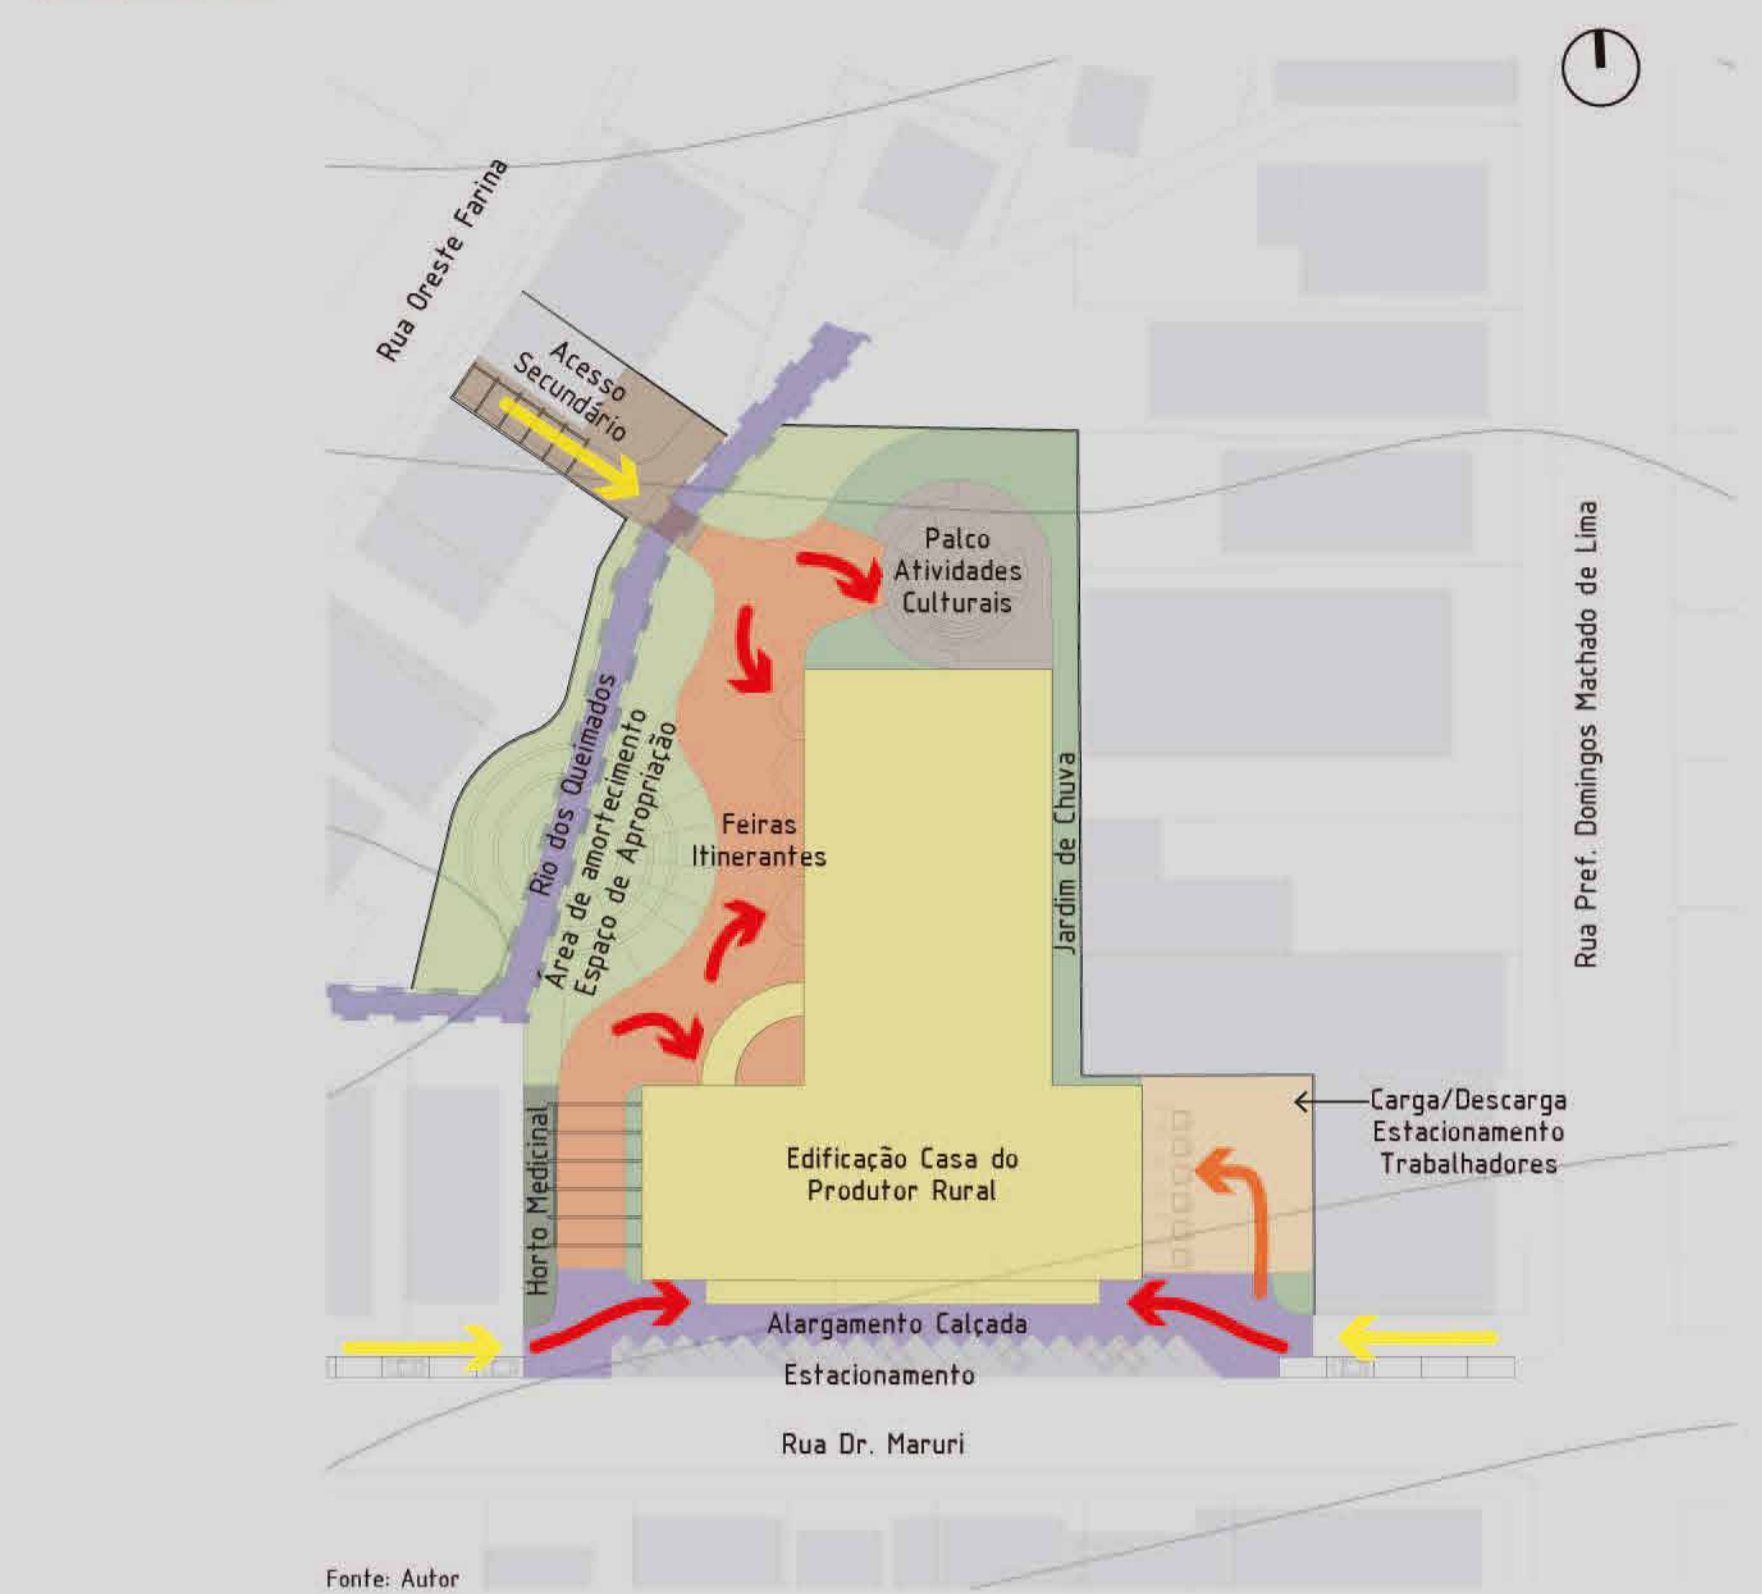 Rua Oreste Farina
Acesso
Secundário
Palco
Atividades
Culturais
Rua Pref. Domingos Machado de Lima
Rio dos Queimados
Área de amortecimento
Espaço de Apropriação
Feiras
Itinerantes
Jardim de Chuva
Carga/Descarga
Estacionamento
Trabalhadores
Horto Medicinal
Edificação Casa do
Produtor Rural
Alargamento Calçada
Estacionamento
Rua Dr. Maruri
Fonte: Autor